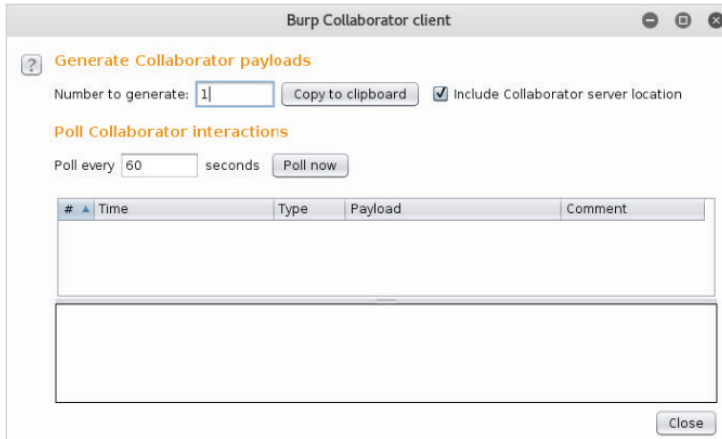 Burp Collaborator client
? Generate Collaborator payloads
Number to generate: 1 Copy to clipboard Include Collaborator server location
Poll Collaborator interactions
Poll every 60 seconds Poll now
# Time Type Payload Comment
Close